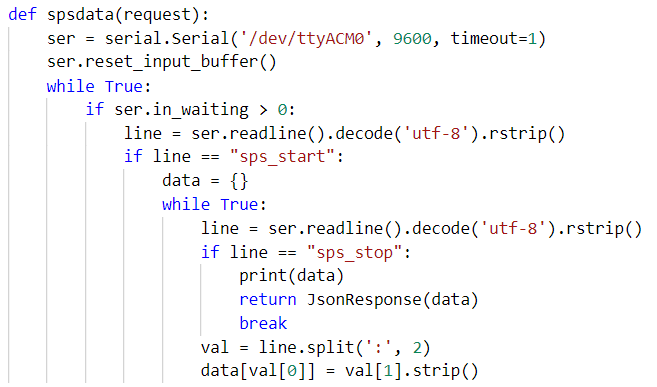 def spsdata(request):
    ser = serial.Serial('/dev/ttyACM0', 9600, timeout=1)
    ser.reset_input_buffer()
    while True:
        if ser.in_waiting > 0:
            line = ser.readline().decode('utf-8').rstrip()
            if line == "sps_start":
                data = {}
                while True:
                    line = ser.readline().decode('utf-8').rstrip()
                    if line == "sps_stop":
                        print(data)
                        return JsonResponse(data)
                        break
                    val = line.split(':', 2)
                    data[val[0]] = val[1].strip()